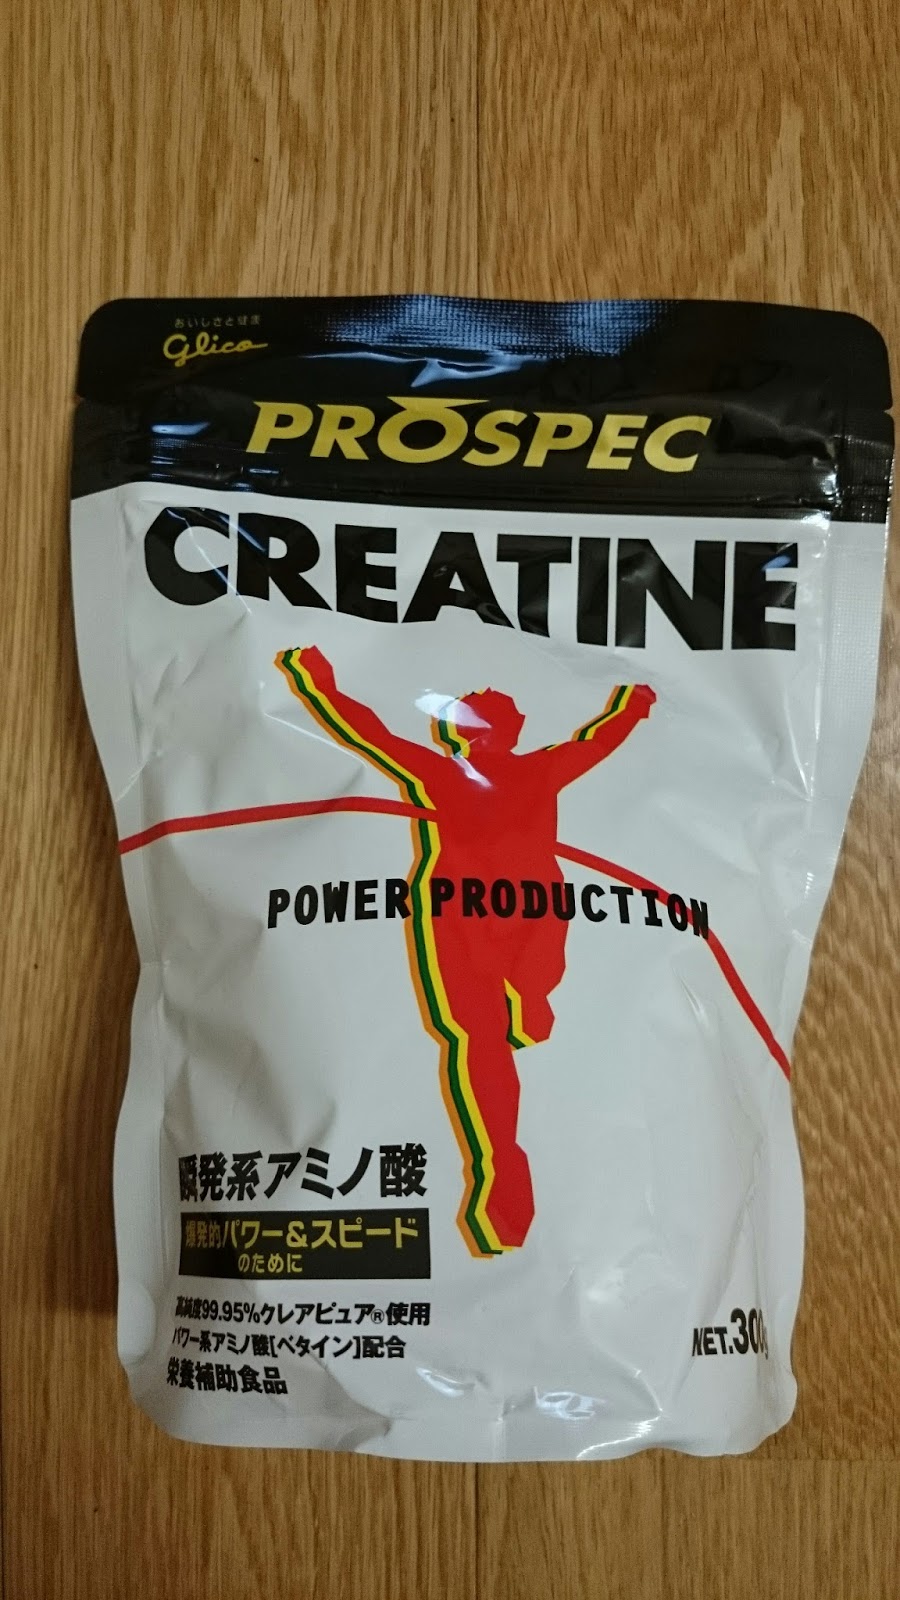 おいしさと健康
glico
PROSPEC
CREATINE
POWER PRODUCTION
瞬発系アミノ酸
爆発的パワー&スピード
のために
高純度99.95%クレアピュア®使用
パワー系アミノ酸[ベタイン]配合
栄養補助食品
NET.300g